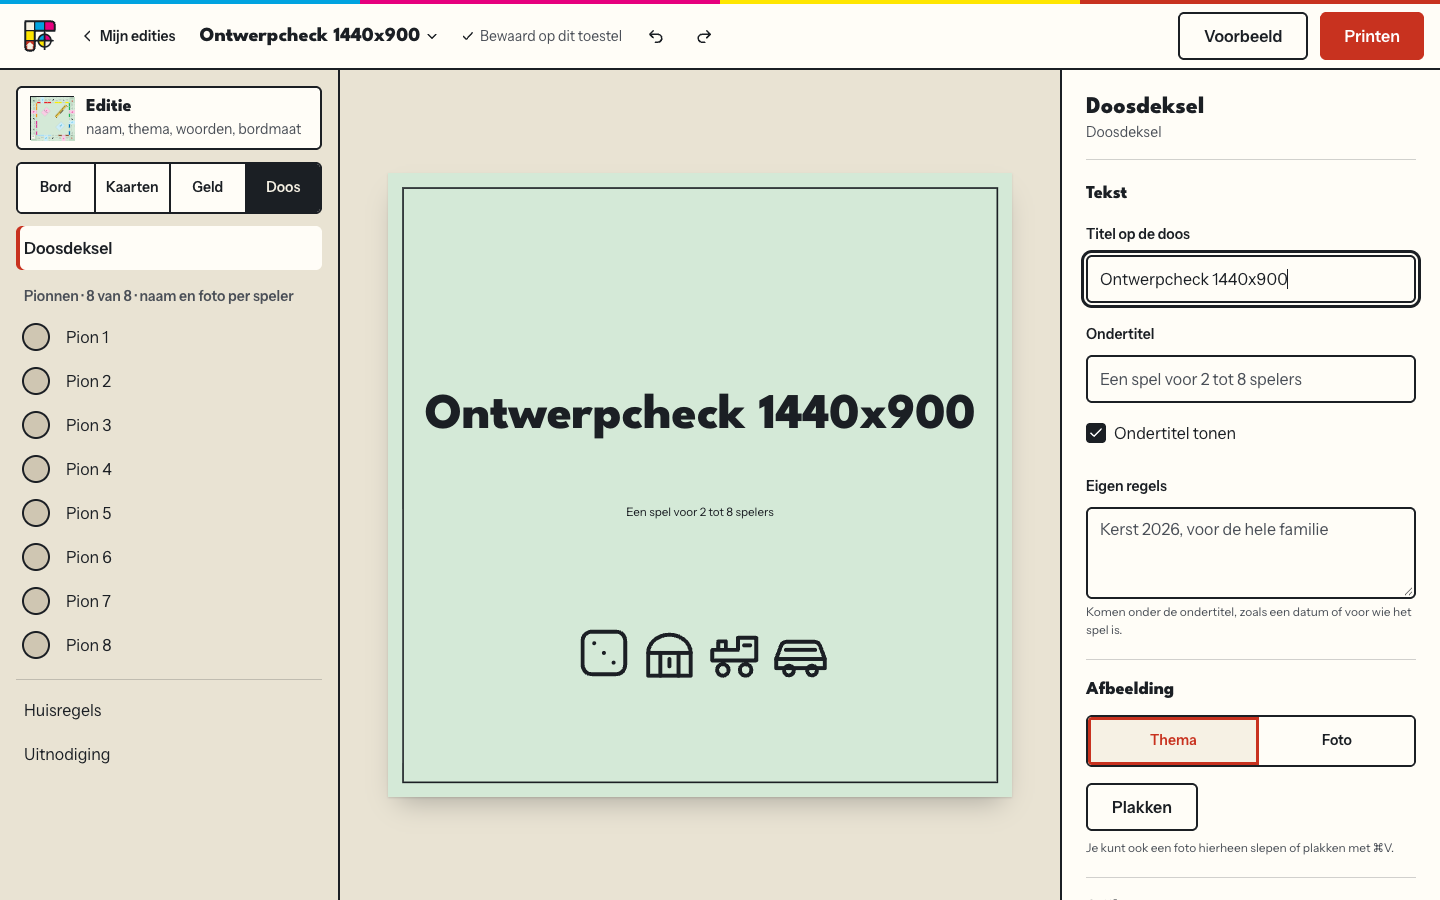 Mijn edities
Ontwerpcheck 1440x900
Bewaard op dit toestel
Voorbeeld
Printen
Editie
naam, thema, woorden, bordmaat
Bord
Kaarten
Geld
Doos
Doosdeksel
Pionnen · 8 van 8 · naam en foto per speler
Pion 1
Pion 2
Pion 3
Pion 4
Pion 5
Pion 6
Pion 7
Pion 8
Huisregels
Uitnodiging
Ontwerpcheck 1440x900
Een spel voor 2 tot 8 spelers
Doosdeksel
Doosdeksel
Tekst
Titel op de doos
Ontwerpcheck 1440x900
Ondertitel
Een spel voor 2 tot 8 spelers
Ondertitel tonen
Eigen regels
Kerst 2026, voor de hele familie
Komen onder de ondertitel, zoals een datum of voor wie het
spel is.
Afbeelding
Thema
Foto
Plakken
Je kunt ook een foto hierheen slepen of plakken met ⌘V.